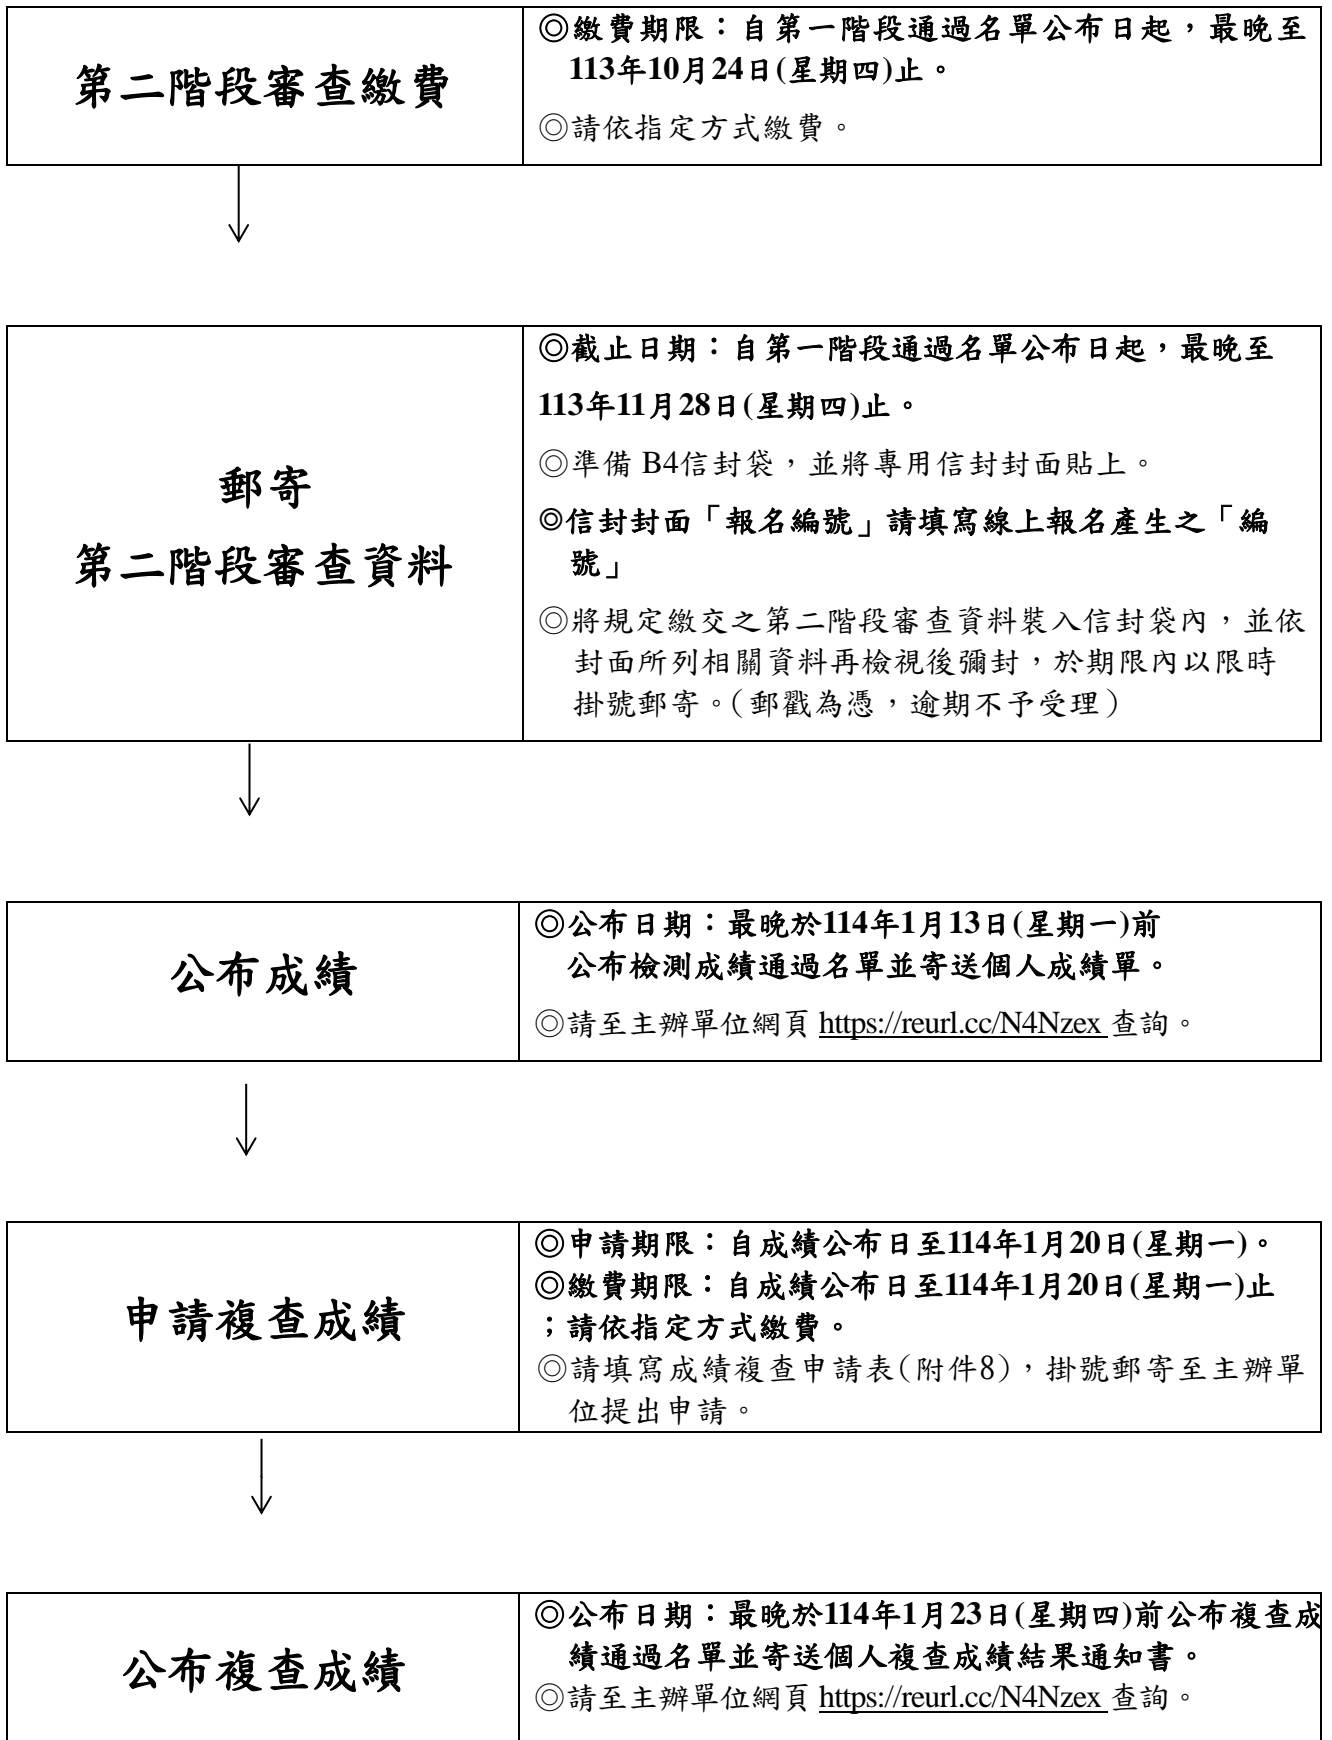 第二階段審查繳費
◎繳費期限：自第一階段通過名單公布日起，最晚至
113年10月24日(星期四)止。
◎請依指定方式繳費。
郵寄
第二階段審查資料
◎截止日期：自第一階段通過名單公布日起，最晚至
113年11月28日(星期四)止。
◎準備 B4信封袋，並將專用信封封面貼上。
◎信封封面「報名編號」請填寫線上報名產生之「編
號」
◎將規定繳交之第二階段審查資料裝入信封袋內，並依
封面所列相關資料再檢視後彌封，於期限內以限時
掛號郵寄。(郵戳為憑，逾期不予受理)
公布成績
◎公布日期：最晚於114年1月13日(星期一)前
公布檢測成績通過名單並寄送個人成績單。
◎請至主辦單位網頁 https://reurl.cc/N4Nzex 查詢。
申請複查成績
◎申請期限：自成績公布日至114年1月20日(星期一)。
◎繳費期限：自成績公布日至114年1月20日(星期一)止
；請依指定方式繳費。
◎請填寫成績複查申請表(附件8)，掛號郵寄至主辦單
位提出申請。
公布複查成績
◎公布日期：最晚於114年1月23日(星期四)前公布複查成
績通過名單並寄送個人複查成績結果通知書。
◎請至主辦單位網頁 https://reurl.cc/N4Nzex 查詢。